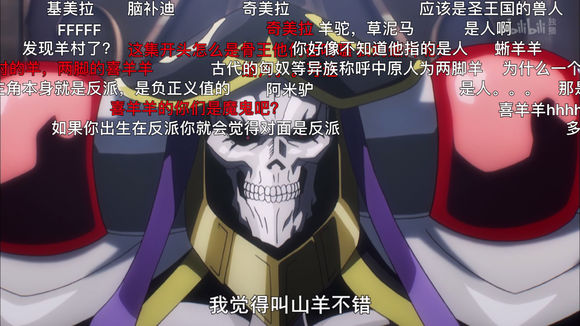 基美拉 脑补迪 奇美拉 应该是圣王国的兽人
FFFFF 奇美拉 羊驼，草泥马 是人啊
发现羊村了？ 这集开头怎么是骨王他 你好像不知道他指的是人 蜥羊羊
的羊，两脚的喜羊羊 古代的匈奴等异族称呼中原人为两脚羊 为什么一个
主角本身就是反派，是负正义值的 阿米驴 是人。。。 那是
喜羊羊的你们是魔鬼吧？ 喜羊羊hhhh
如果你出生在反派你就会觉得对面是反派 多
bilibili
我觉得叫山羊不错